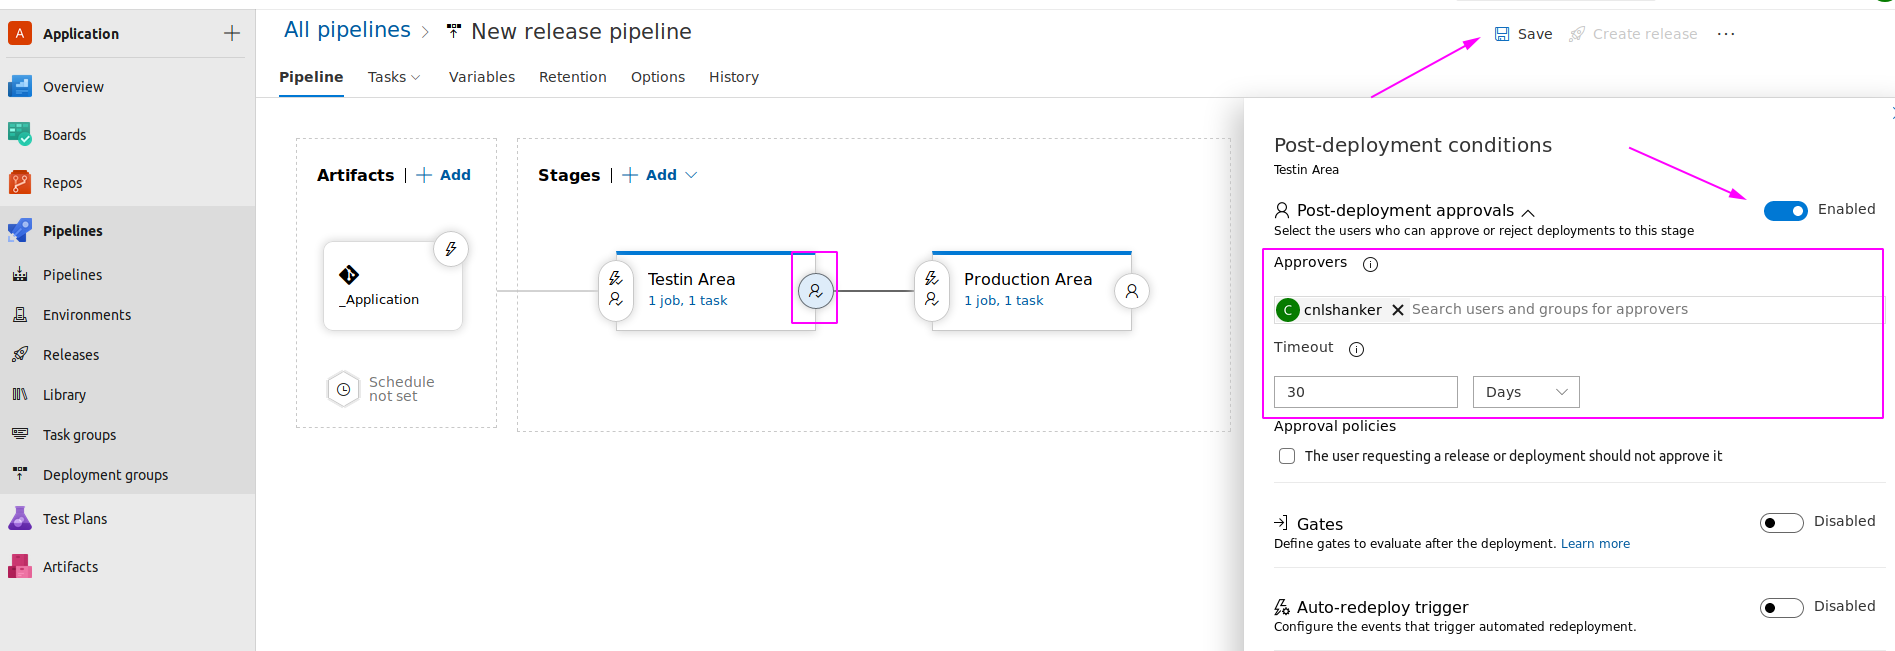 A Application
Overview
Boards
Repos
Pipelines
Pipelines
Environments
Releases
Library
Task groups
Deployment groups
Test Plans
Artifacts
All pipelines > New release pipeline
Save Create release ...
Pipeline Tasks Variables Retention Options History
Artifacts | + Add
Stages | + Add
_Application
Schedule
not set
Testin Area
1 job, 1 task
Production Area
1 job, 1 task
Post-deployment conditions
Testin Area
Post-deployment approvals
Enabled
Select the users who can approve or reject deployments to this stage
Approvers
C cnlshanker Search users and groups for approvers
Timeout
30 Days
Approval policies
The user requesting a release or deployment should not approve it
Gates
Disabled
Define gates to evaluate after the deployment. Learn more
Auto-redeploy trigger
Disabled
Configure the events that trigger automated redeployment.